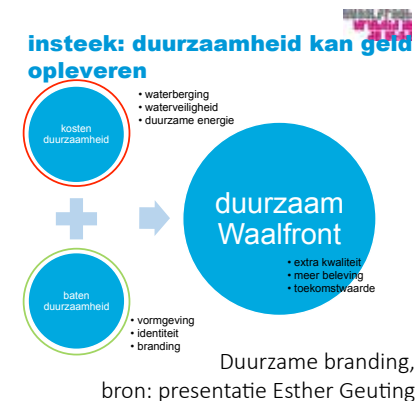 insteek: duurzaamheid kan geld
opleveren
• waterberging
• waterveiligheid
• duurzame energie
kosten
duurzaamheid
duurzaam
Waalfront
• extra kwaliteit
• meer beleving
• toekomstwaarde
baten
duurzaamheid
• vormgeving
• identiteit
• branding
Duurzame branding,
bron: presentatie Esther Geuting